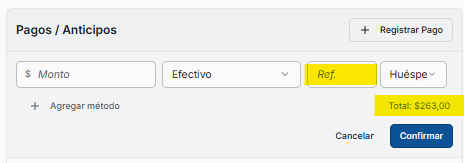 Pagos / Anticipos
+ Registrar Pago
$ Monto
Efectivo
Ref.
Huéspe
+ Agregar método
Total: $263,00
Cancelar
Confirmar